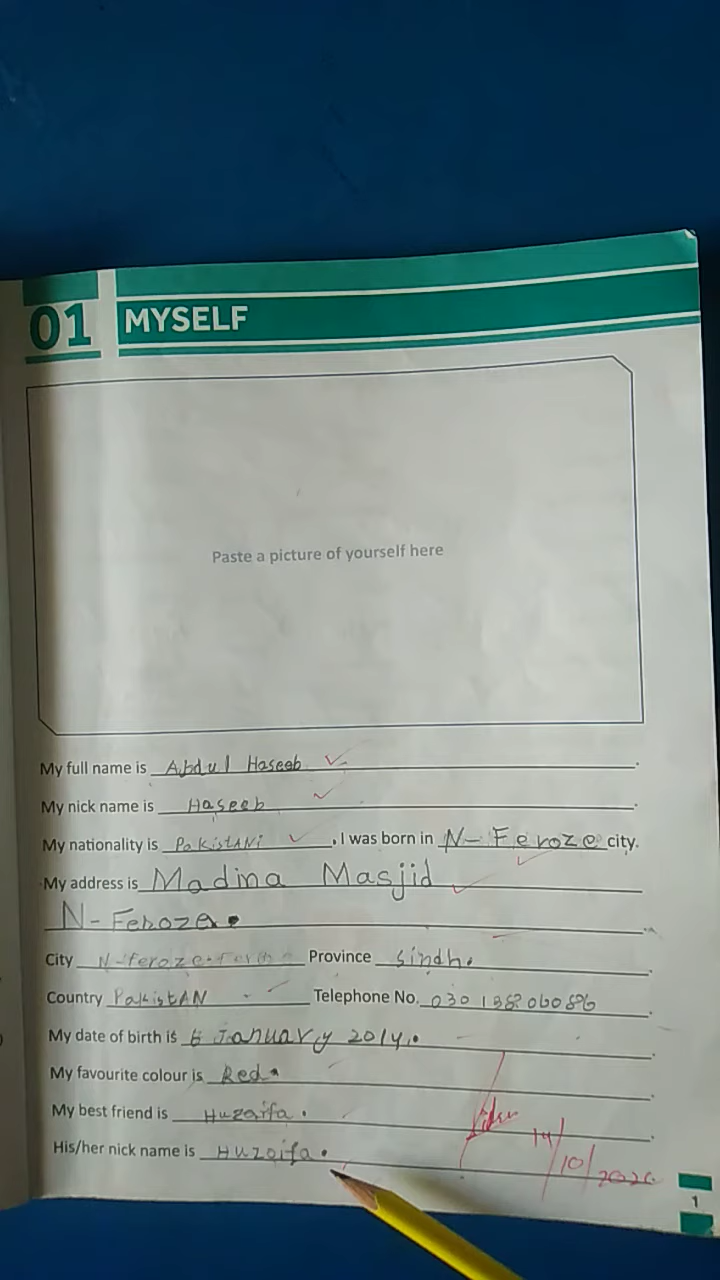 01 MYSELF
Paste a picture of yourself here
My full name is Abdul Haseeb.
My nick name is Haseeb.
My nationality is PakistANi, I was born in N-Feroze city.
My address is Madina Masjid
N-Feroze.
City N-feroze Province Sindh.
Country PakistAN Telephone No.
My date of birth is 6 January 2014.
My favourite colour is Red.
My best friend is Huzaifa.
His/her nick name is Huzaifa.
14/10/2020
1